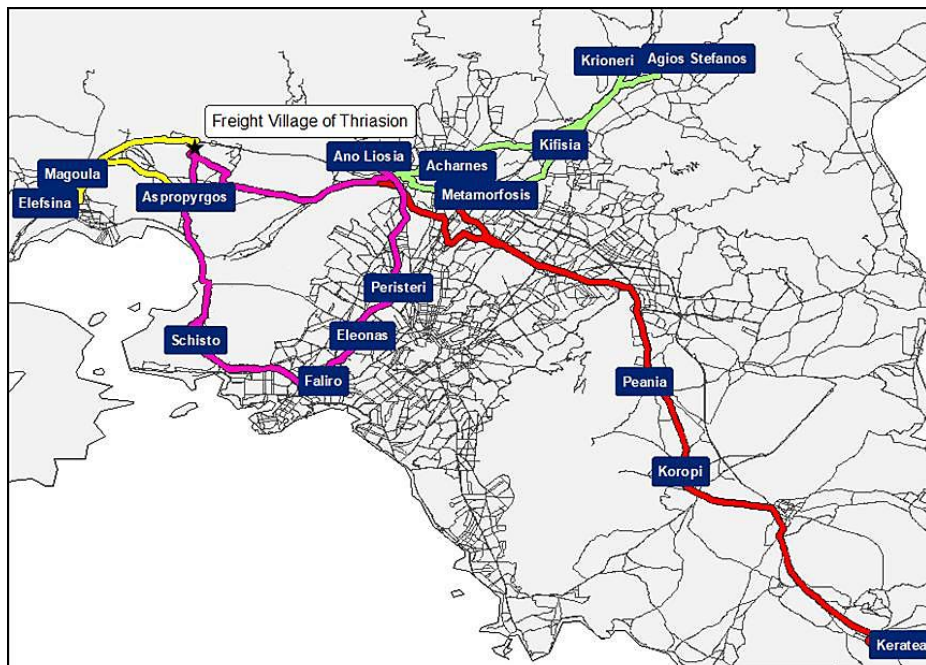 Krioneri
Agios Stefanos
Freight Village of Thriasion
Kifisia
Ano Liosia
Acharnes
Magoula
Metamorfosis
Aspropyrgos
Elefsina
Peristeri
Schisto
Eleonas
Faliro
Peania
Koropi
Keratea